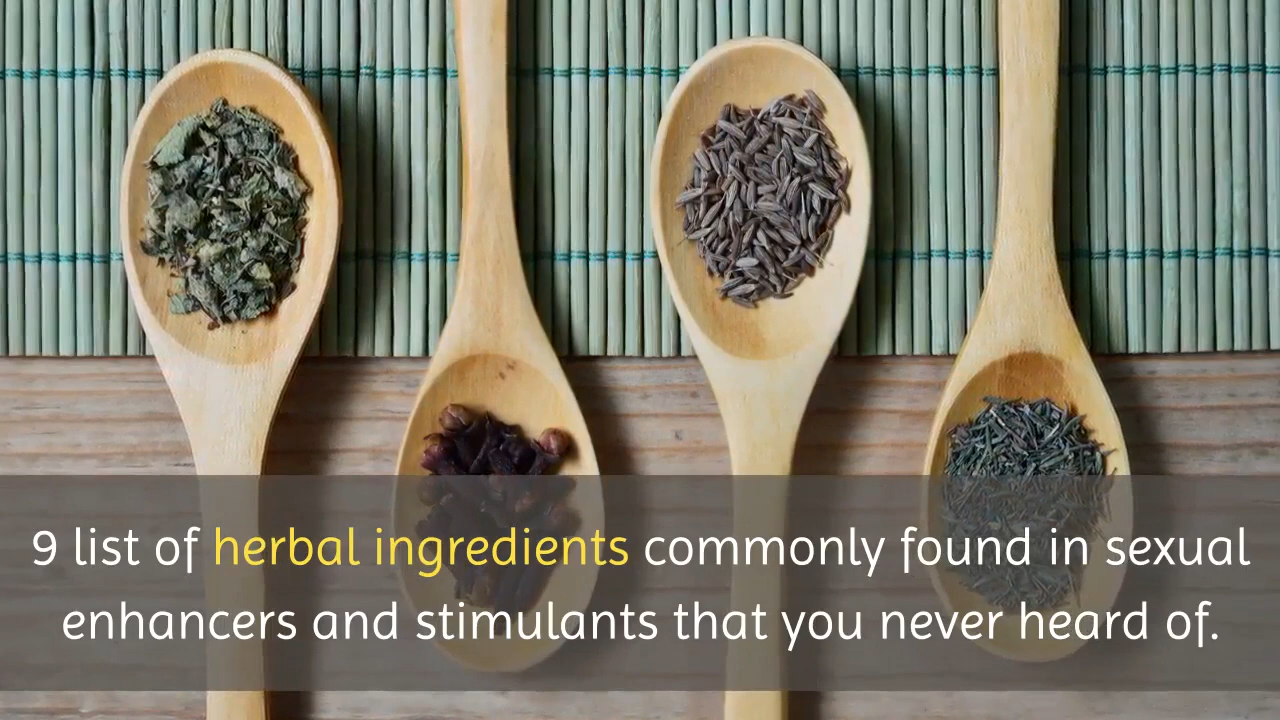 9 list of herbal ingredients commonly found in sexual
enhancers and stimulants that you never heard of.